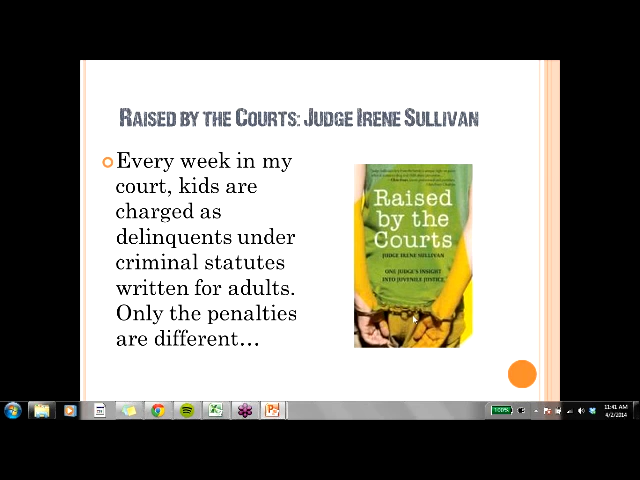 RAISED BY THE COURTS: JUDGE IRENE SULLIVAN
Every week in my
court, kids are
charged as
delinquents under
criminal statutes
written for adults.
Only the penalties
are different…
Raised
by the
Courts
JUDGE IRENE SULLIVAN
ONE JUDGE'S INSIGHT
INTO JUVENILE JUSTICE
100%
11:41 AM
4/2/2014